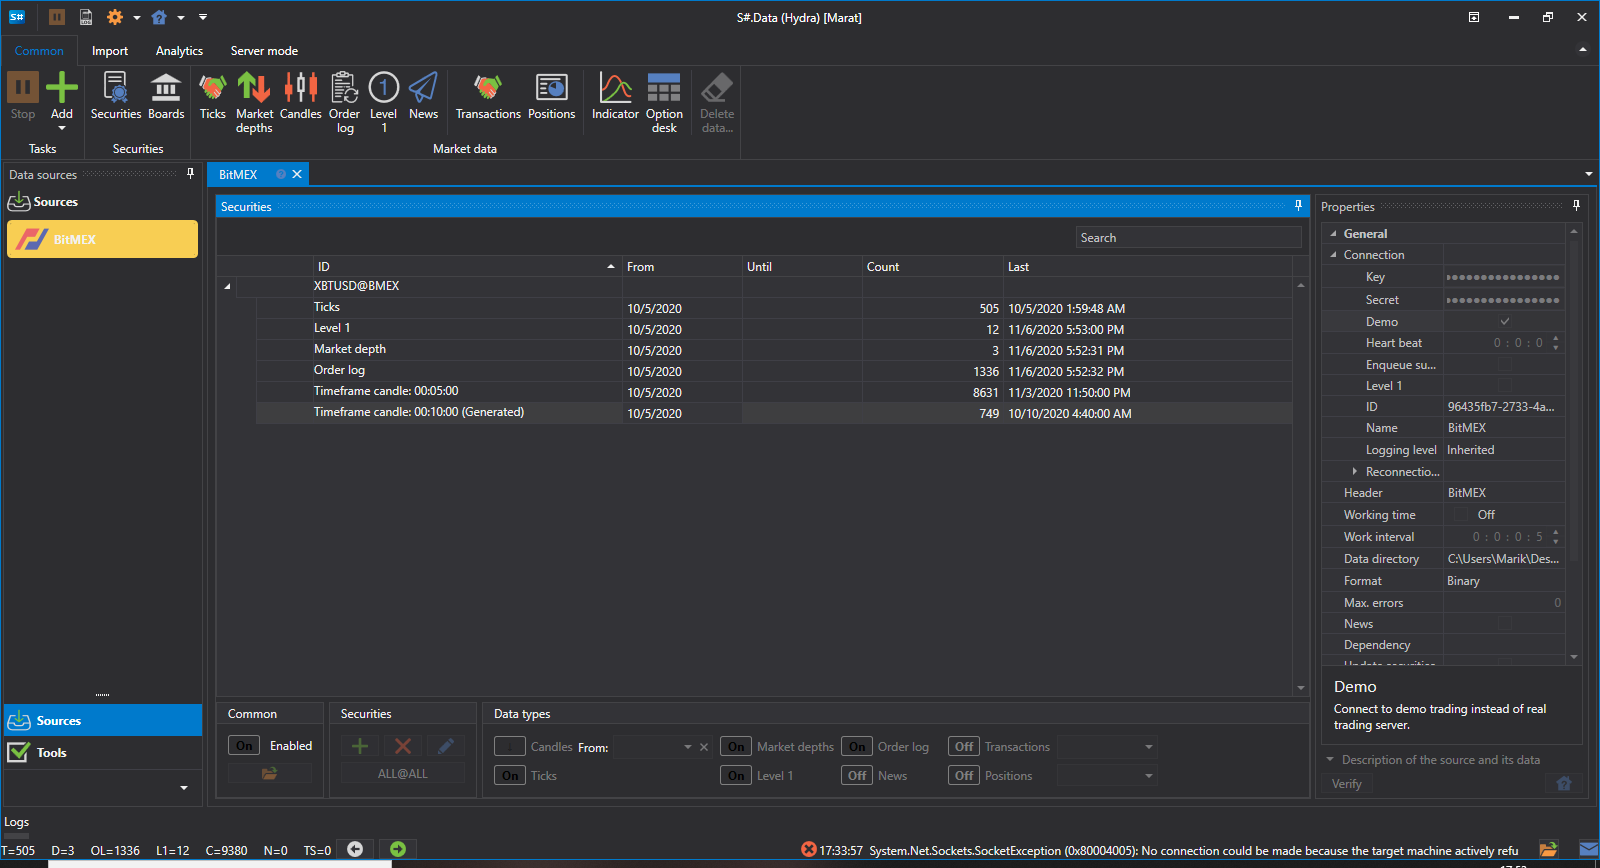 S#
S#.Data (Hydra) [Marat]
Common Import Analytics Server mode
Stop Add Securities Boards Ticks Market depths Candles Order log Level 1 News Transactions Positions Indicator Option desk Delete data...
Tasks Securities Market data
Data sources
Sources
BitMEX
Sources
Tools
BitMEX
Securities
Search
ID From Until Count Last
XBTUSD@BMEX
Ticks 10/5/2020 505 10/5/2020 1:59:48 AM
Level 1 10/5/2020 12 11/6/2020 5:53:00 PM
Market depth 10/5/2020 3 11/6/2020 5:52:31 PM
Order log 10/5/2020 1336 11/6/2020 5:52:32 PM
Timeframe candle: 00:05:00 10/5/2020 8631 11/3/2020 11:50:00 PM
Timeframe candle: 00:10:00 (Generated) 10/5/2020 749 10/10/2020 4:40:00 AM
Common Securities Data types
On Enabled
ALL@ALL
Candles From: On Market depths On Order log Off Transactions
On Ticks On Level 1 Off News Off Positions
Properties
General
Connection
Key ●●●●●●●●●●●●●●●●
Secret ●●●●●●●●●●●●●●●●
Demo
Heart beat 0 : 0 : 0
Enqueue su...
Level 1
ID 96435fb7-2733-4a...
Name BitMEX
Logging level Inherited
Reconnectio...
Header BitMEX
Working time Off
Work interval 0 : 0 : 0 : 5
Data directory C:\Users\Marik\Des...
Format Binary
Max. errors 0
News
Dependency
Demo
Connect to demo trading instead of real
trading server.
Description of the source and its data
Verify
Logs
T=505 D=3 OL=1336 L1=12 C=9380 N=0 TS=0 17:33:57 System.Net.Sockets.SocketException (0x80004005): No connection could be made because the target machine actively refu